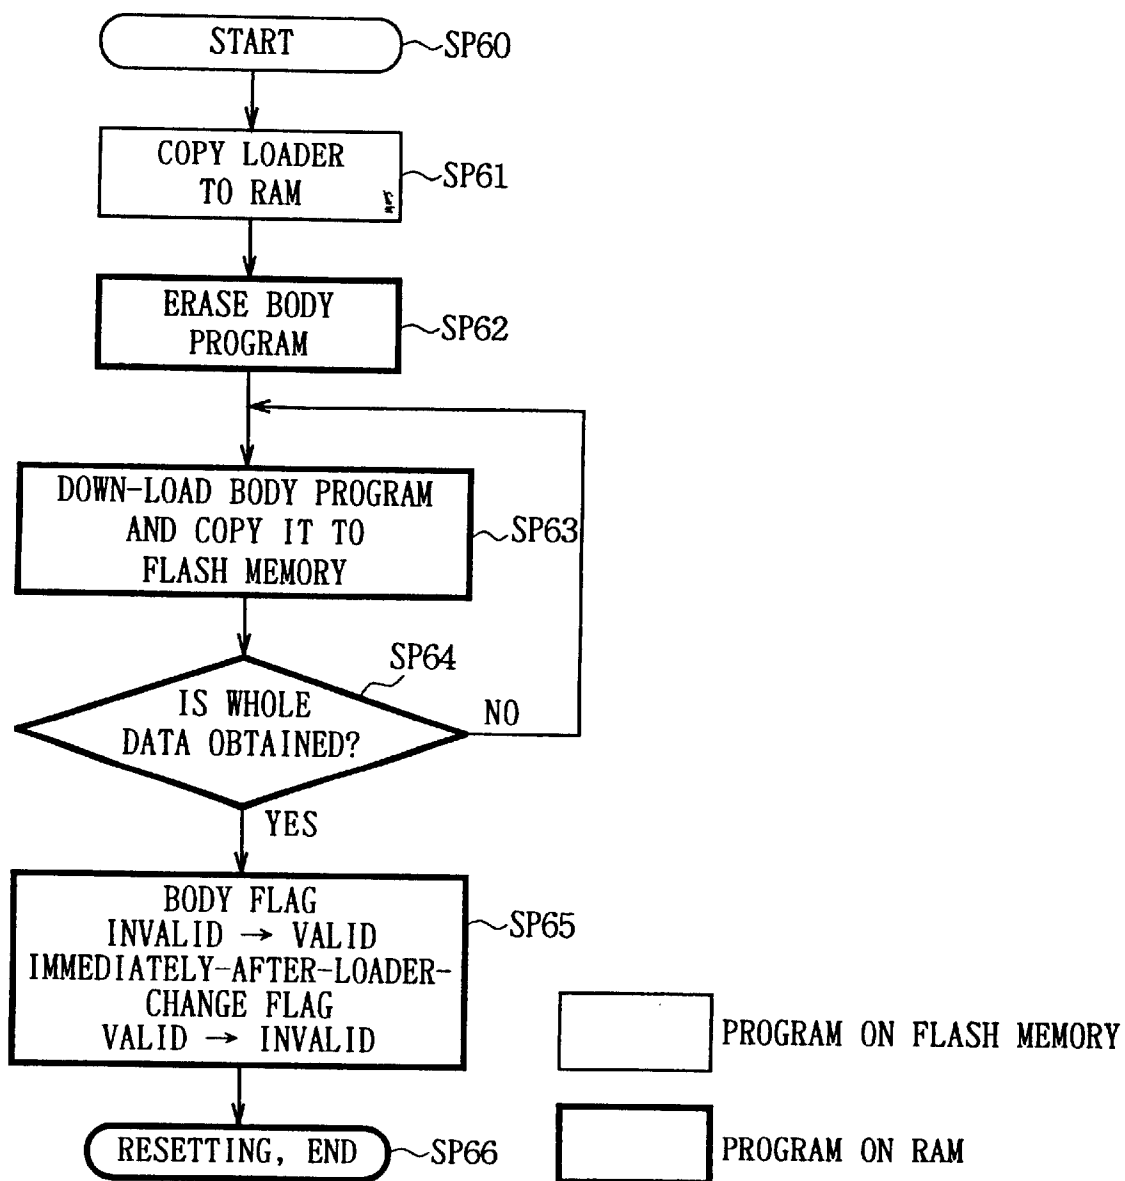 START
SP60
COPY LOADER
TO RAM
SP61
ERASE BODY
PROGRAM
SP62
DOWN-LOAD BODY PROGRAM
AND COPY IT TO
FLASH MEMORY
SP63
SP64
IS WHOLE
DATA OBTAINED?
NO
YES
BODY FLAG
INVALID → VALID
IMMEDIATELY-AFTER-LOADER-
CHANGE FLAG
VALID → INVALID
SP65
RESETTING, END
SP66
PROGRAM ON FLASH MEMORY
PROGRAM ON RAM